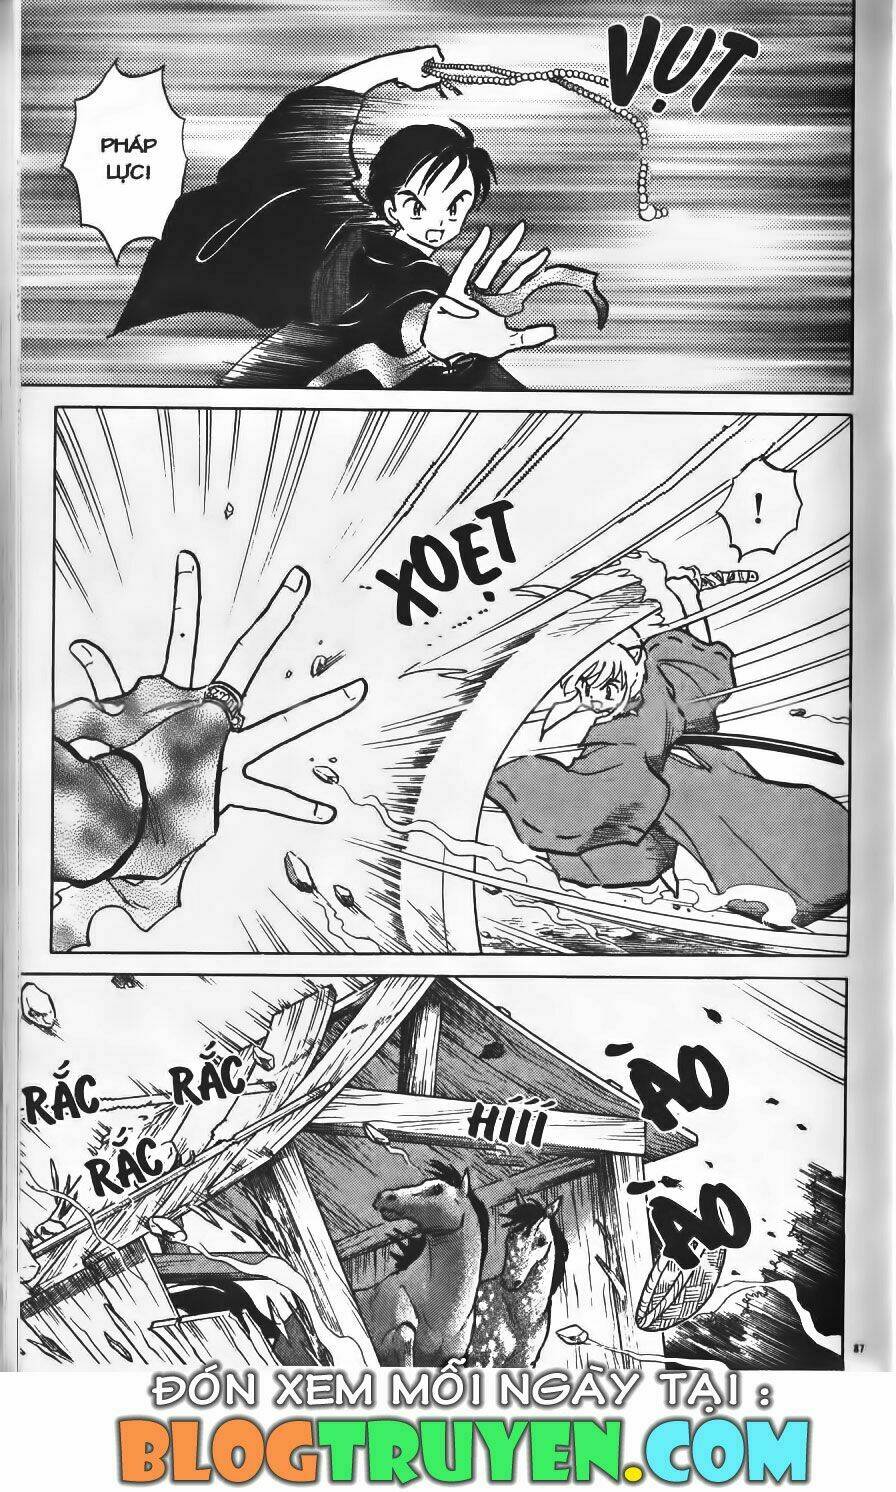 VỤT
PHÁP
LỰC!
!
XOẸT
RẮC
RẮC
RẮC
HÍÍÍ
ÀO
ÀO
87
ĐÓN XEM MỖI NGÀY TẠI :
BLOGTRUYEN.COM